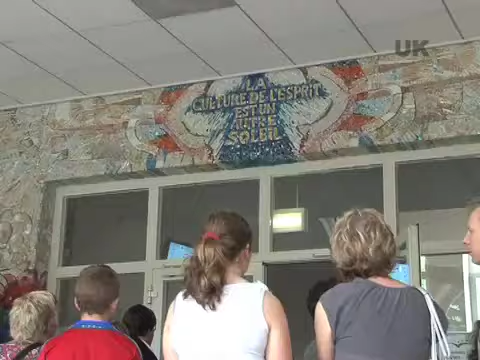 UK
LA
CULTURE DE L'ESPRIT
EST UN
AUTRE
SOLEIL